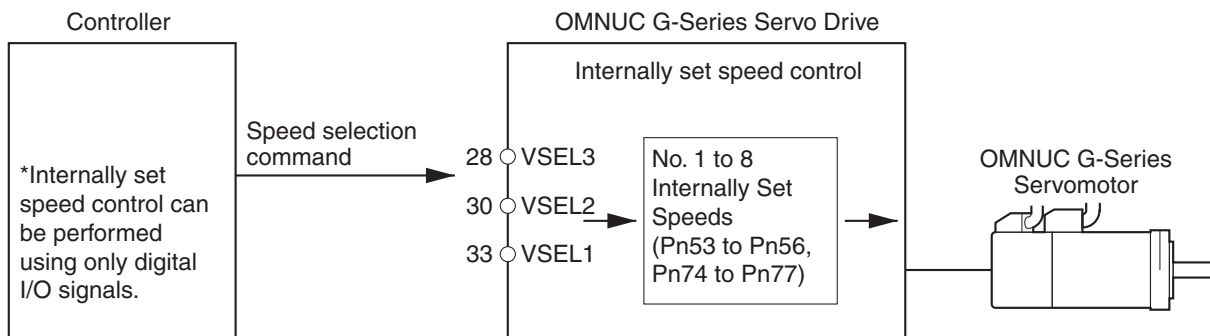 Controller
OMNUC G-Series Servo Drive
Internally set speed control
Speed selection
command
*Internally set
speed control can
be performed
using only digital
I/O signals.
28 VSEL3
30 VSEL2
33 VSEL1
No. 1 to 8
Internally Set
Speeds
(Pn53 to Pn56,
Pn74 to Pn77)
OMNUC G-Series
Servomotor